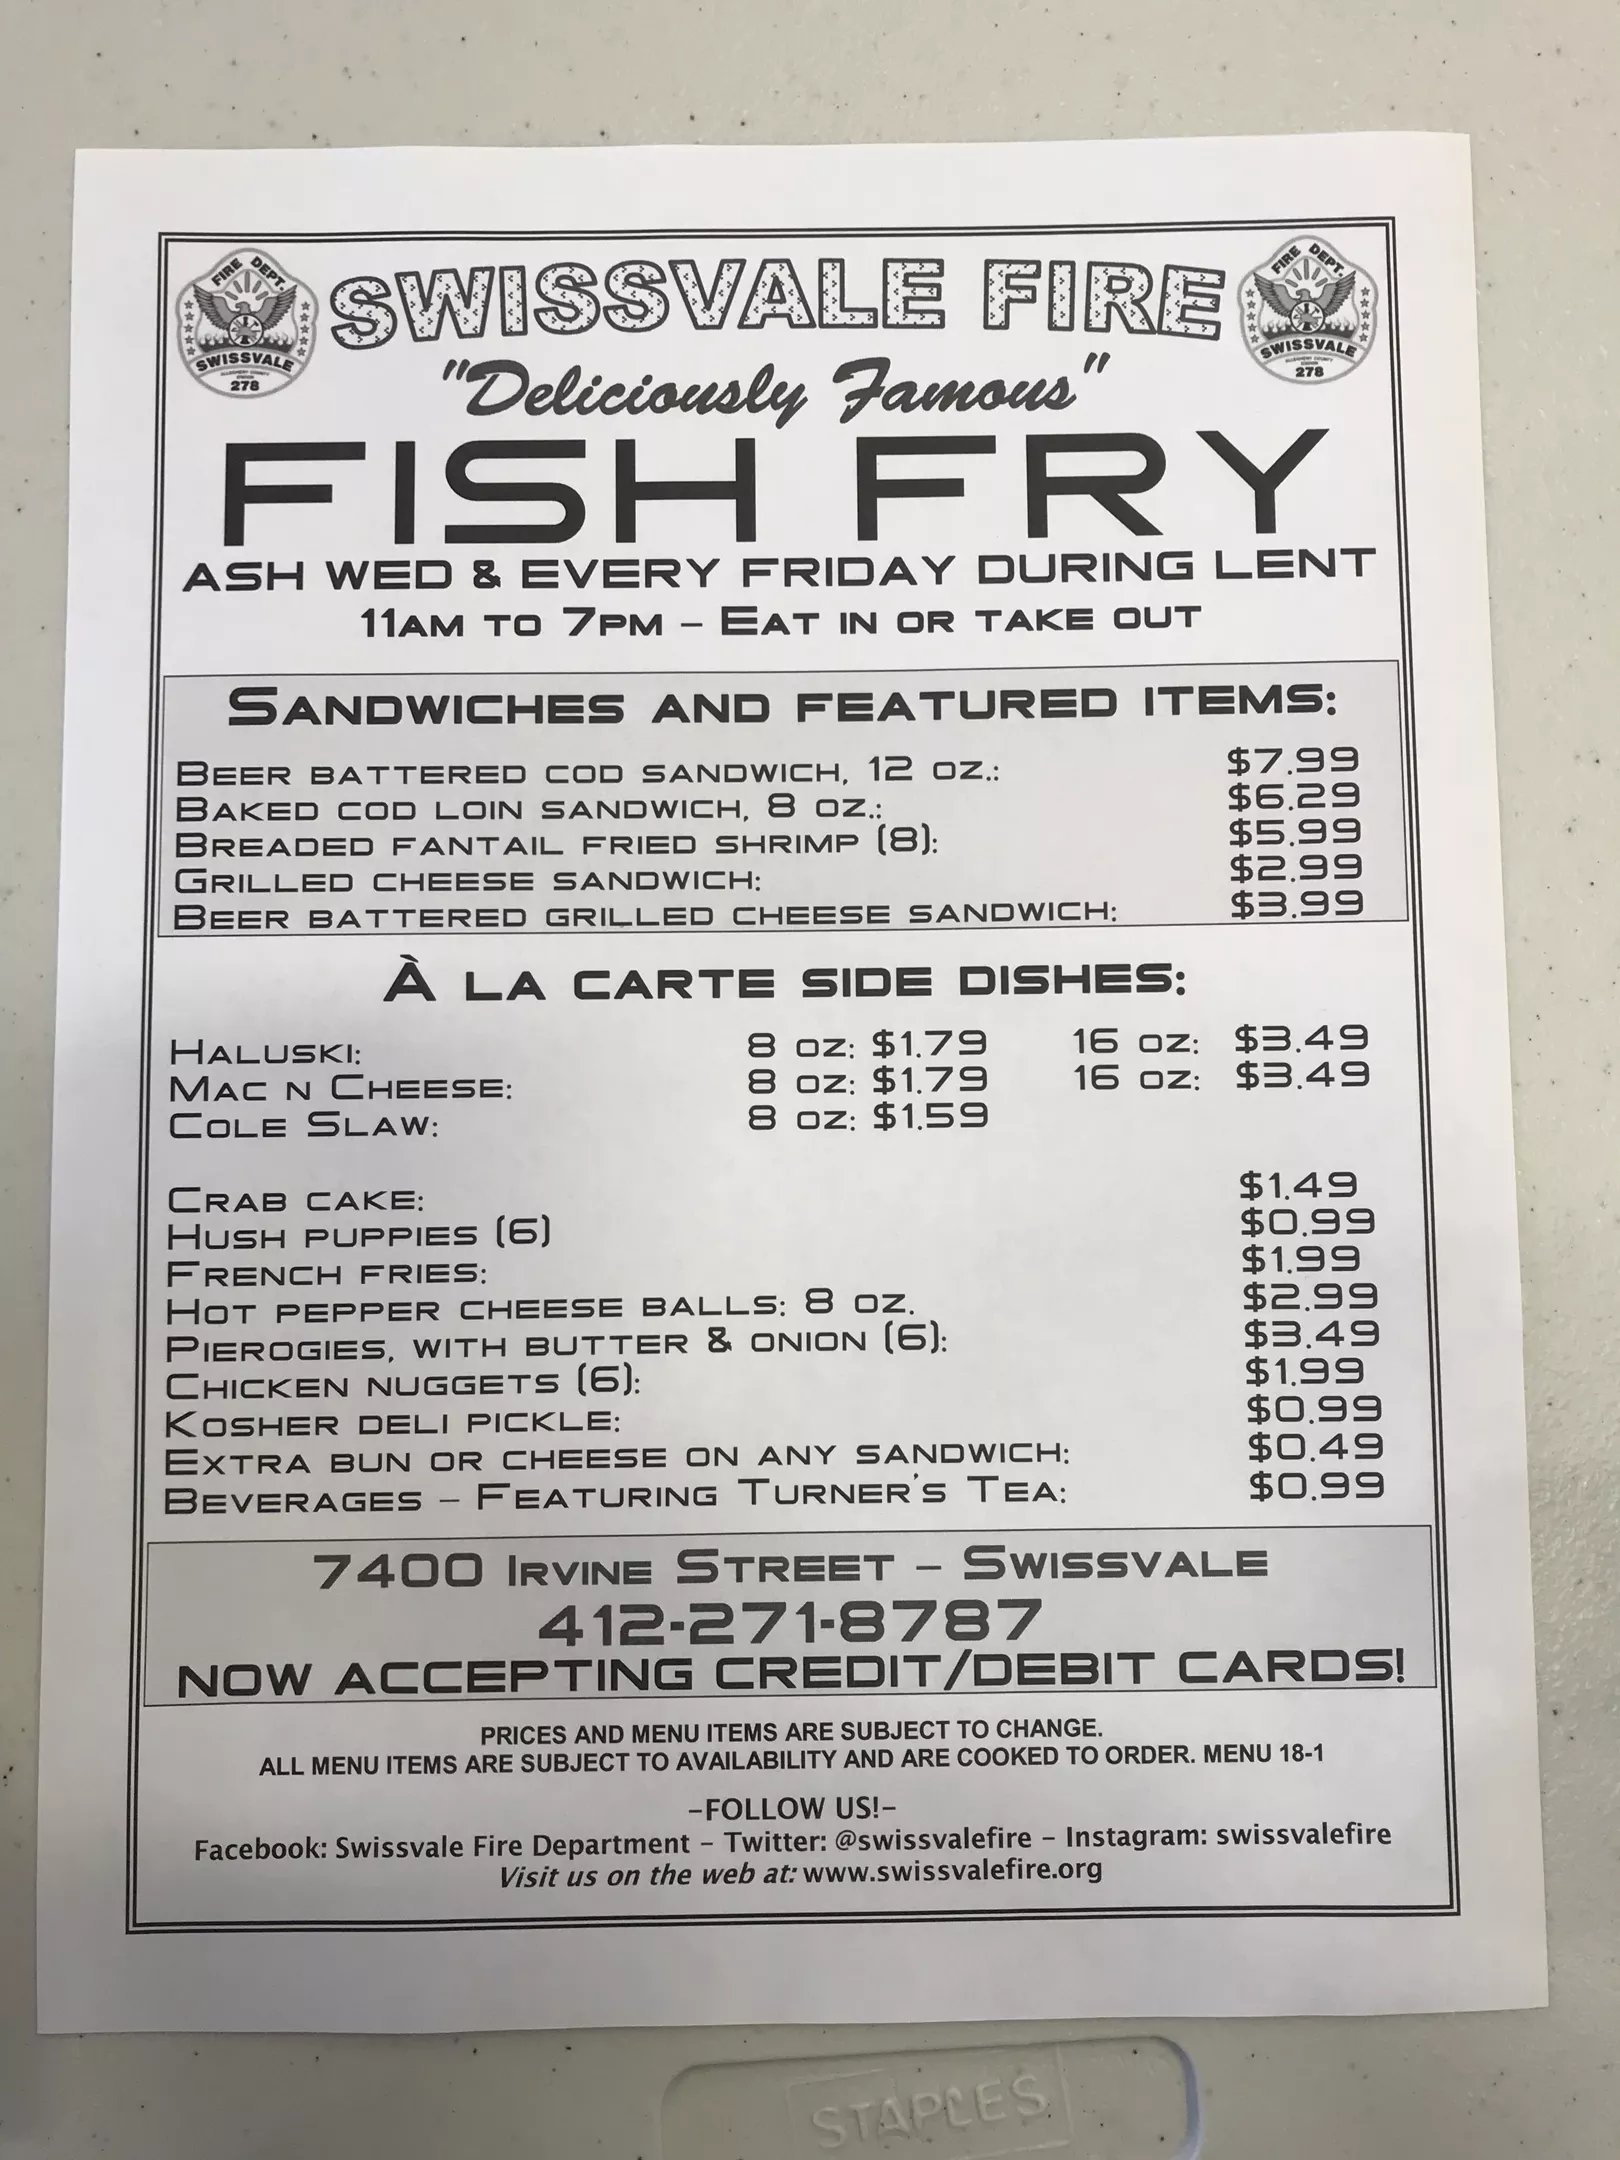 FIRE DEPT.
SWISSVALE
278
SWISSVALE FIRE
FIRE DEPT.
SWISSVALE
278
"Deliciously Famous"
FISH FRY
ASH WED & EVERY FRIDAY DURING LENT
11AM TO 7PM – EAT IN OR TAKE OUT
SANDWICHES AND FEATURED ITEMS:
BEER BATTERED COD SANDWICH, 12 OZ.: $7.99
BAKED COD LOIN SANDWICH, 8 OZ.: $6.29
BREADED FANTAIL FRIED SHRIMP (8): $5.99
GRILLED CHEESE SANDWICH: $2.99
BEER BATTERED GRILLED CHEESE SANDWICH: $3.99
À LA CARTE SIDE DISHES:
HALUSKI: 8 OZ: $1.79 16 OZ: $3.49
MAC N CHEESE: 8 OZ: $1.79 16 OZ: $3.49
COLE SLAW: 8 OZ: $1.59
CRAB CAKE: $1.49
HUSH PUPPIES (6) $0.99
FRENCH FRIES: $1.99
HOT PEPPER CHEESE BALLS: 8 OZ. $2.99
PIEROGIES, WITH BUTTER & ONION (6): $3.49
CHICKEN NUGGETS (6): $1.99
KOSHER DELI PICKLE: $0.99
EXTRA BUN OR CHEESE ON ANY SANDWICH: $0.49
BEVERAGES – FEATURING TURNER'S TEA: $0.99
7400 IRVINE STREET – SWISSVALE
412-271-8787
NOW ACCEPTING CREDIT/DEBIT CARDS!
PRICES AND MENU ITEMS ARE SUBJECT TO CHANGE.
ALL MENU ITEMS ARE SUBJECT TO AVAILABILITY AND ARE COOKED TO ORDER. MENU 18-1
–FOLLOW US!–
Facebook: Swissvale Fire Department – Twitter: @swissvalefire – Instagram: swissvalefire
Visit us on the web at: www.swissvalefire.org
STAPLES